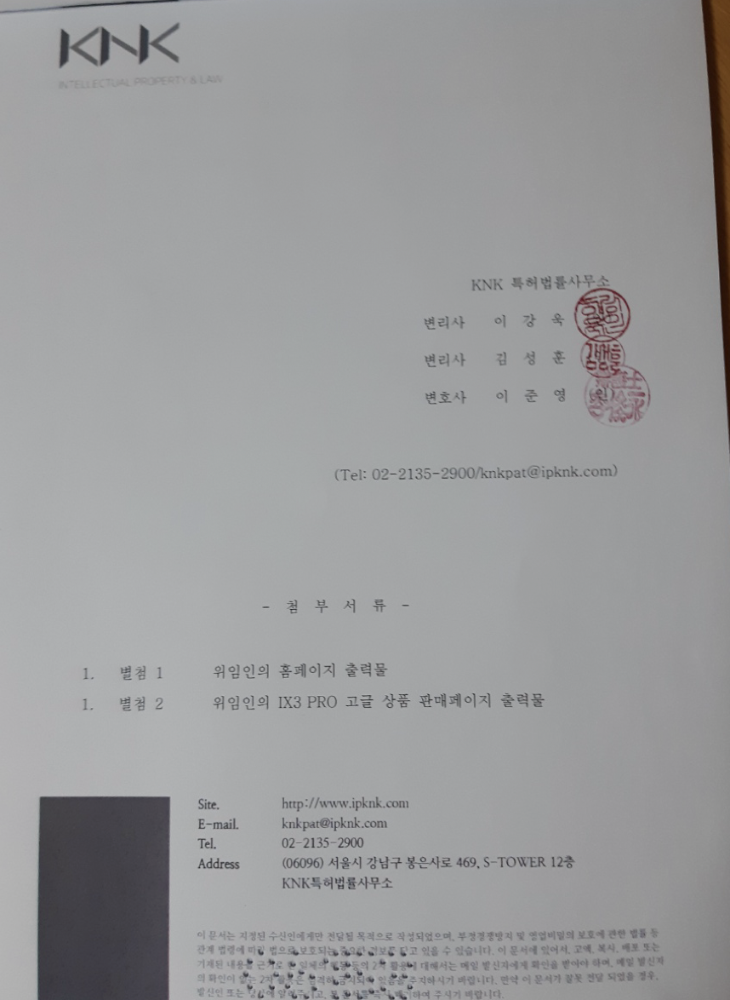 KNK
INTELLECTUAL PROPERTY & LAW
KNK 특허법률사무소
변리사 이 강 욱
변리사 김 성 훈
변호사 이 준 영
(Tel: 02-2135-2900/knkpat@ipknk.com)
- 첨 부 서 류 -
1. 별첨 1 위임인의 홈페이지 출력물
1. 별첨 2 위임인의 IX3 PRO 고글 상품 판매페이지 출력물
Site. http://www.ipknk.com
E-mail. knkpat@ipknk.com
Tel. 02-2135-2900
Address (06096) 서울시 강남구 봉은사로 469, S-TOWER 12층
KNK특허법률사무소
이 문서는 지정된 수신인에게만 전달될 목적으로 작성되었으며, 부정경쟁방지 및 영업비밀의 보호에 관한 법률 등
관계 법령에 따라 법으로 보호되는 중요한 정보를 담고 있을 수 있습니다. 이 문서에 있어서, 고에, 복사, 배포 또는
기재된 내용을 근거로 한 일체의 등의 2차 활용에 대해서는 메일 발신자에게 확인을 받아야 하며, 메일 발신자
의 확인이 없는 2차 활용은 엄격히 금지되어 있음을 주지하시기 바랍니다. 만약 이 문서가 잘못 전달 되었을 경우,
발신인 또는 하여 주시기 바랍니다.